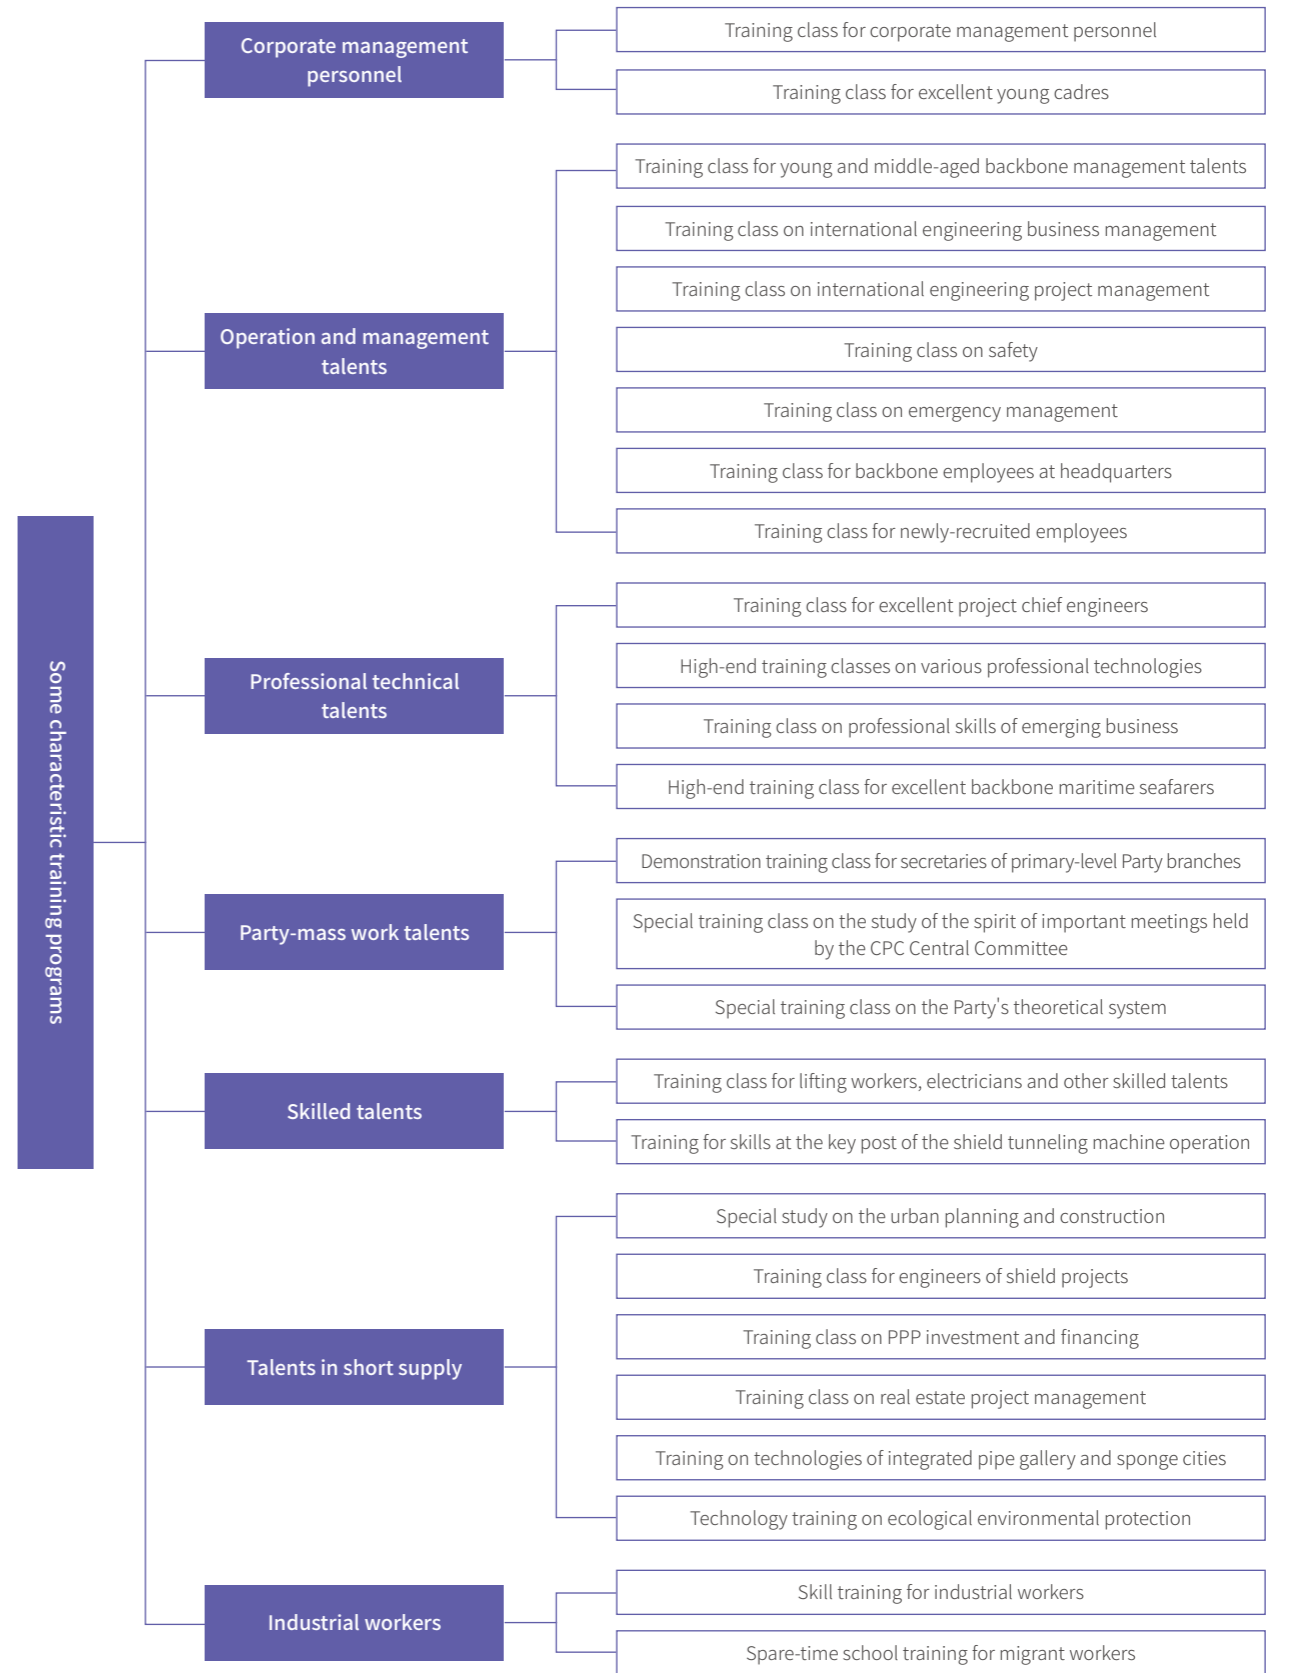 Some characteristic training programs
Corporate management
personnel
Training class for corporate management personnel
Training class for excellent young cadres
Operation and management
talents
Training class for young and middle-aged backbone management talents
Training class on international engineering business management
Training class on international engineering project management
Training class on safety
Training class on emergency management
Training class for backbone employees at headquarters
Training class for newly-recruited employees
Professional technical
talents
Training class for excellent project chief engineers
High-end training classes on various professional technologies
Training class on professional skills of emerging business
High-end training class for excellent backbone maritime seafarers
Party-mass work talents
Demonstration training class for secretaries of primary-level Party branches
Special training class on the study of the spirit of important meetings held
by the CPC Central Committee
Special training class on the Party's theoretical system
Skilled talents
Training class for lifting workers, electricians and other skilled talents
Training for skills at the key post of the shield tunneling machine operation
Talents in short supply
Special study on the urban planning and construction
Training class for engineers of shield projects
Training class on PPP investment and financing
Training class on real estate project management
Training on technologies of integrated pipe gallery and sponge cities
Technology training on ecological environmental protection
Industrial workers
Skill training for industrial workers
Spare-time school training for migrant workers